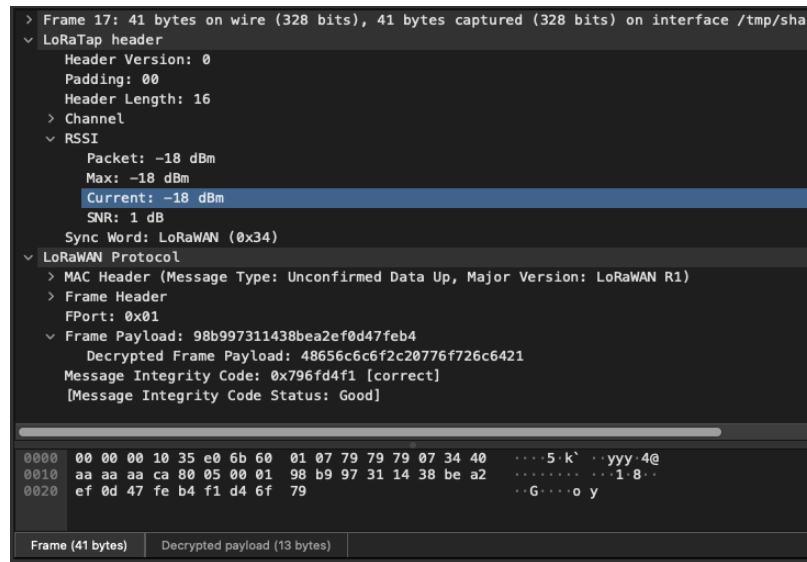 > Frame 17: 41 bytes on wire (328 bits), 41 bytes captured (328 bits) on interface /tmp/sha
LoRaTap header
Header Version: 0
Padding: 00
Header Length: 16
> Channel
RSSI
Packet: −18 dBm
Max: −18 dBm
Current: −18 dBm
SNR: 1 dB
Sync Word: LoRaWAN (0x34)
LoRaWAN Protocol
> MAC Header (Message Type: Unconfirmed Data Up, Major Version: LoRaWAN R1)
> Frame Header
FPort: 0x01
Frame Payload: 98b997311438bea2ef0d47feb4
Decrypted Frame Payload: 48656c6c6f2c20776f726c6421
Message Integrity Code: 0x796fd4f1 [correct]
[Message Integrity Code Status: Good]
0000 00 00 00 10 35 e0 6b 60 01 07 79 79 79 07 34 40 ····5·k` ··yyy·4@
0010 aa aa aa ca 80 05 00 01 98 b9 97 31 14 38 be a2 ········ ···1·8··
0020 ef 0d 47 fe b4 f1 d4 6f 79 ··G····o y
Frame (41 bytes) Decrypted payload (13 bytes)